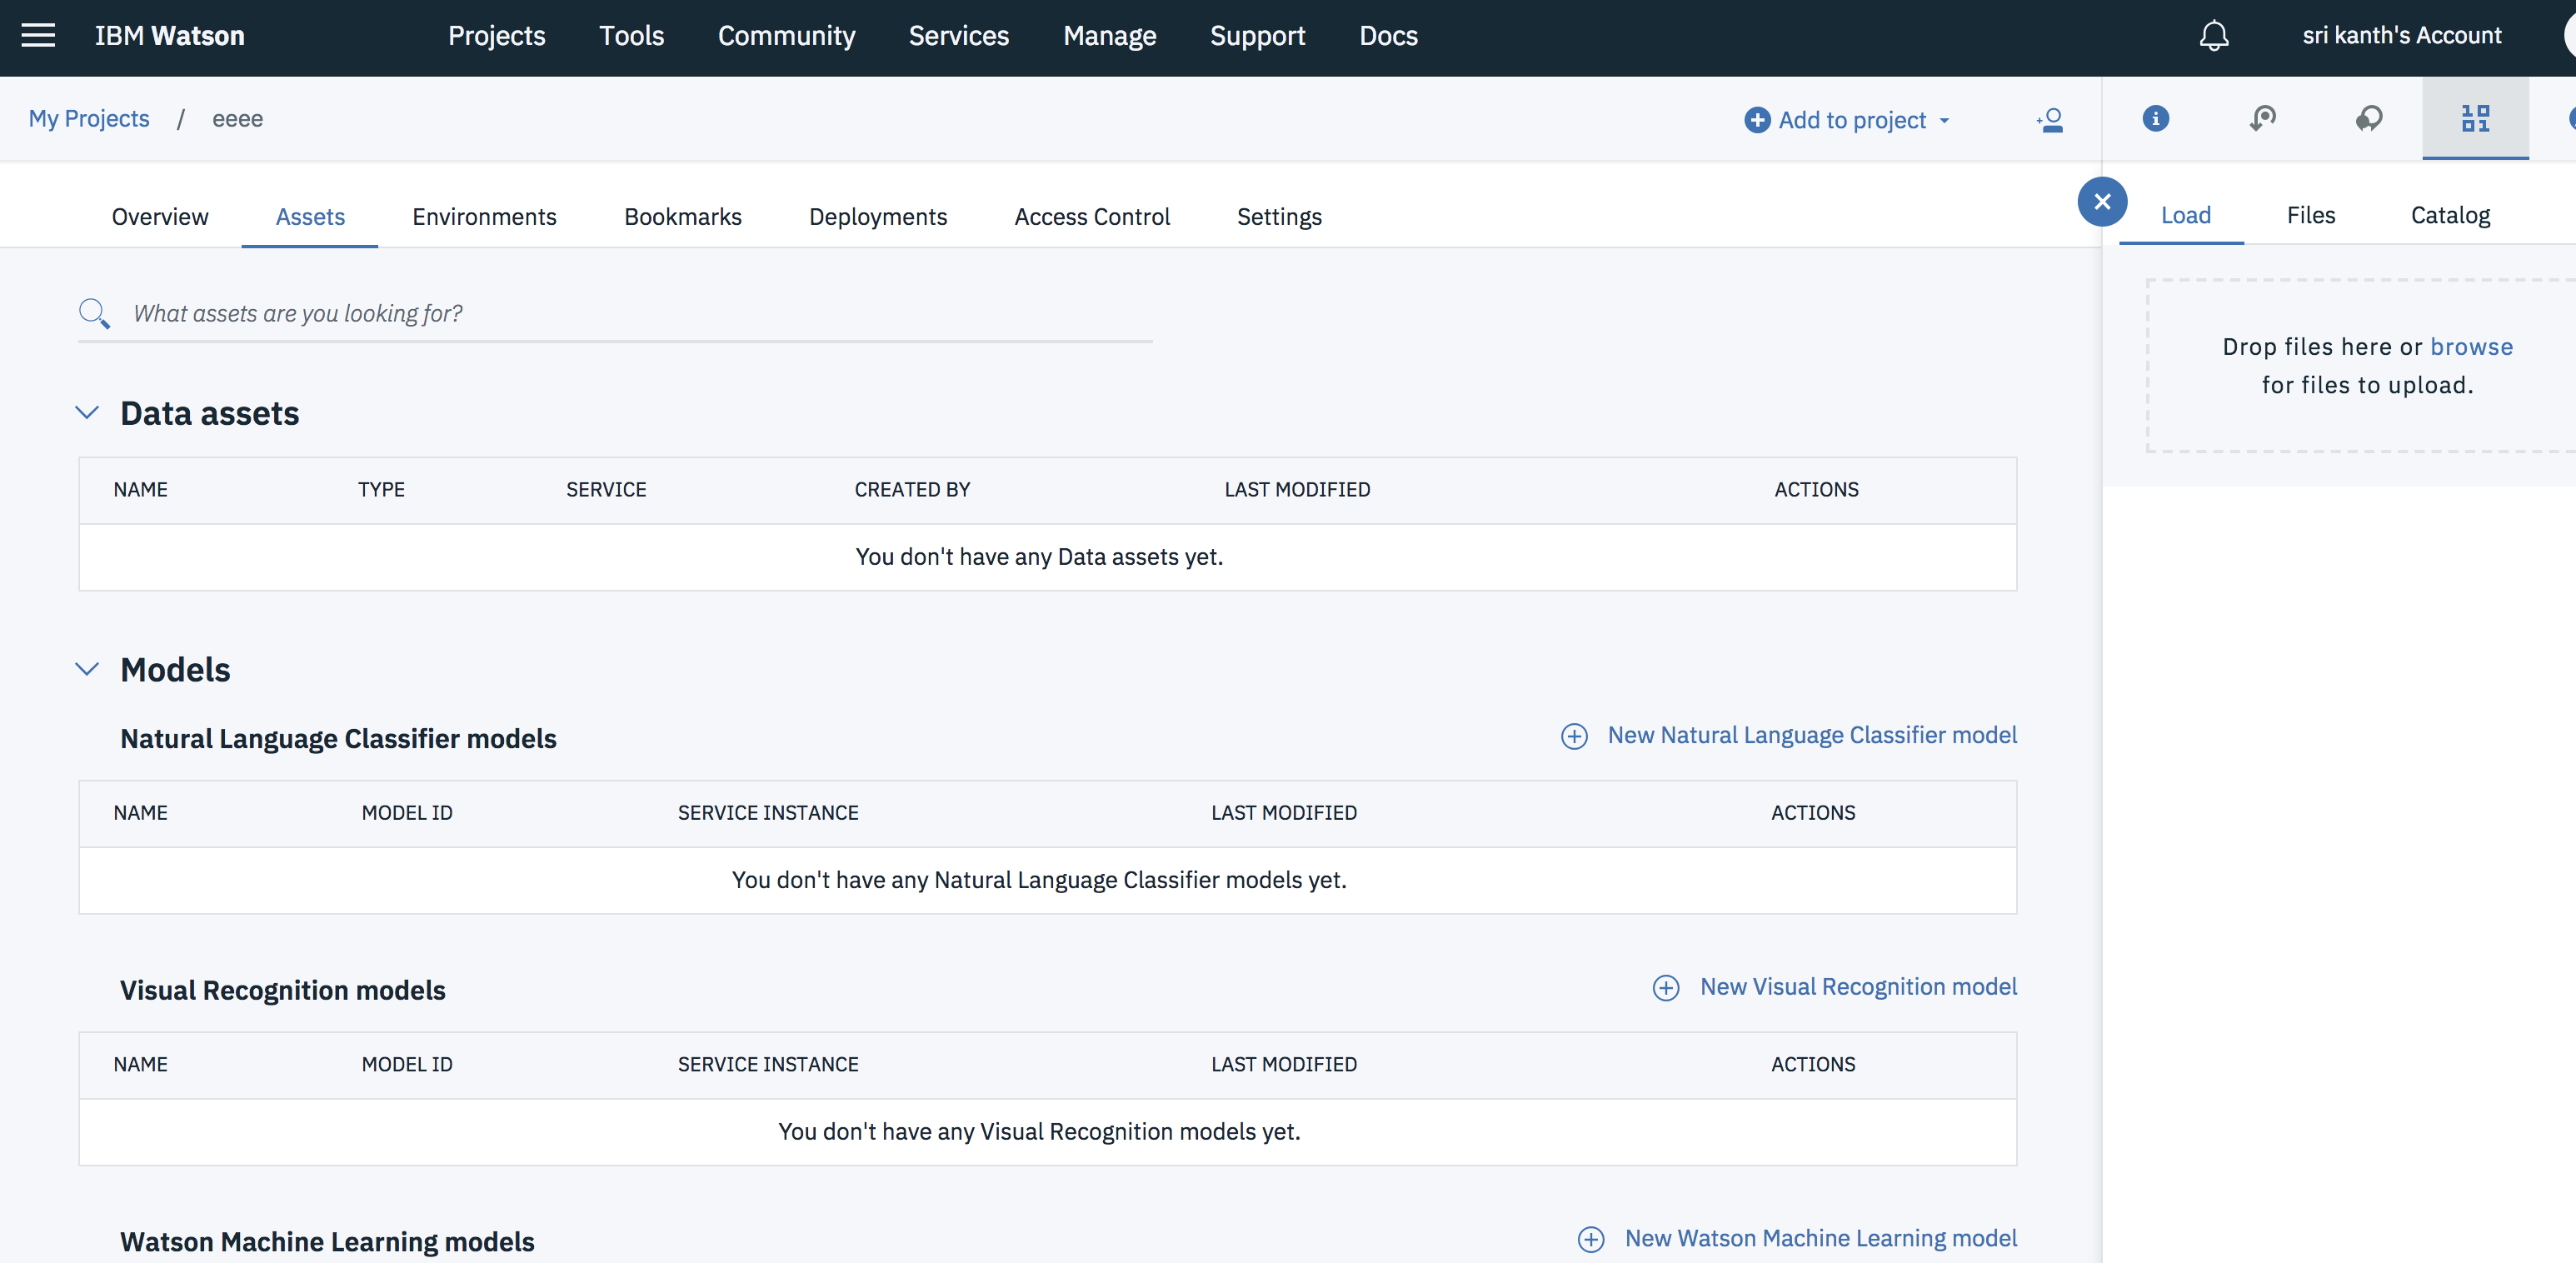 IBM Watson Projects Tools Community Services Manage Support Docs sri kanth's Account
My Projects / eeee Add to project
Overview Assets Environments Bookmarks Deployments Access Control Settings
Load Files Catalog
What assets are you looking for?
Drop files here or browse
for files to upload.
Data assets
NAME TYPE SERVICE CREATED BY LAST MODIFIED ACTIONS
You don't have any Data assets yet.
Models
Natural Language Classifier models New Natural Language Classifier model
NAME MODEL ID SERVICE INSTANCE LAST MODIFIED ACTIONS
You don't have any Natural Language Classifier models yet.
Visual Recognition models New Visual Recognition model
NAME MODEL ID SERVICE INSTANCE LAST MODIFIED ACTIONS
You don't have any Visual Recognition models yet.
Watson Machine Learning models New Watson Machine Learning model